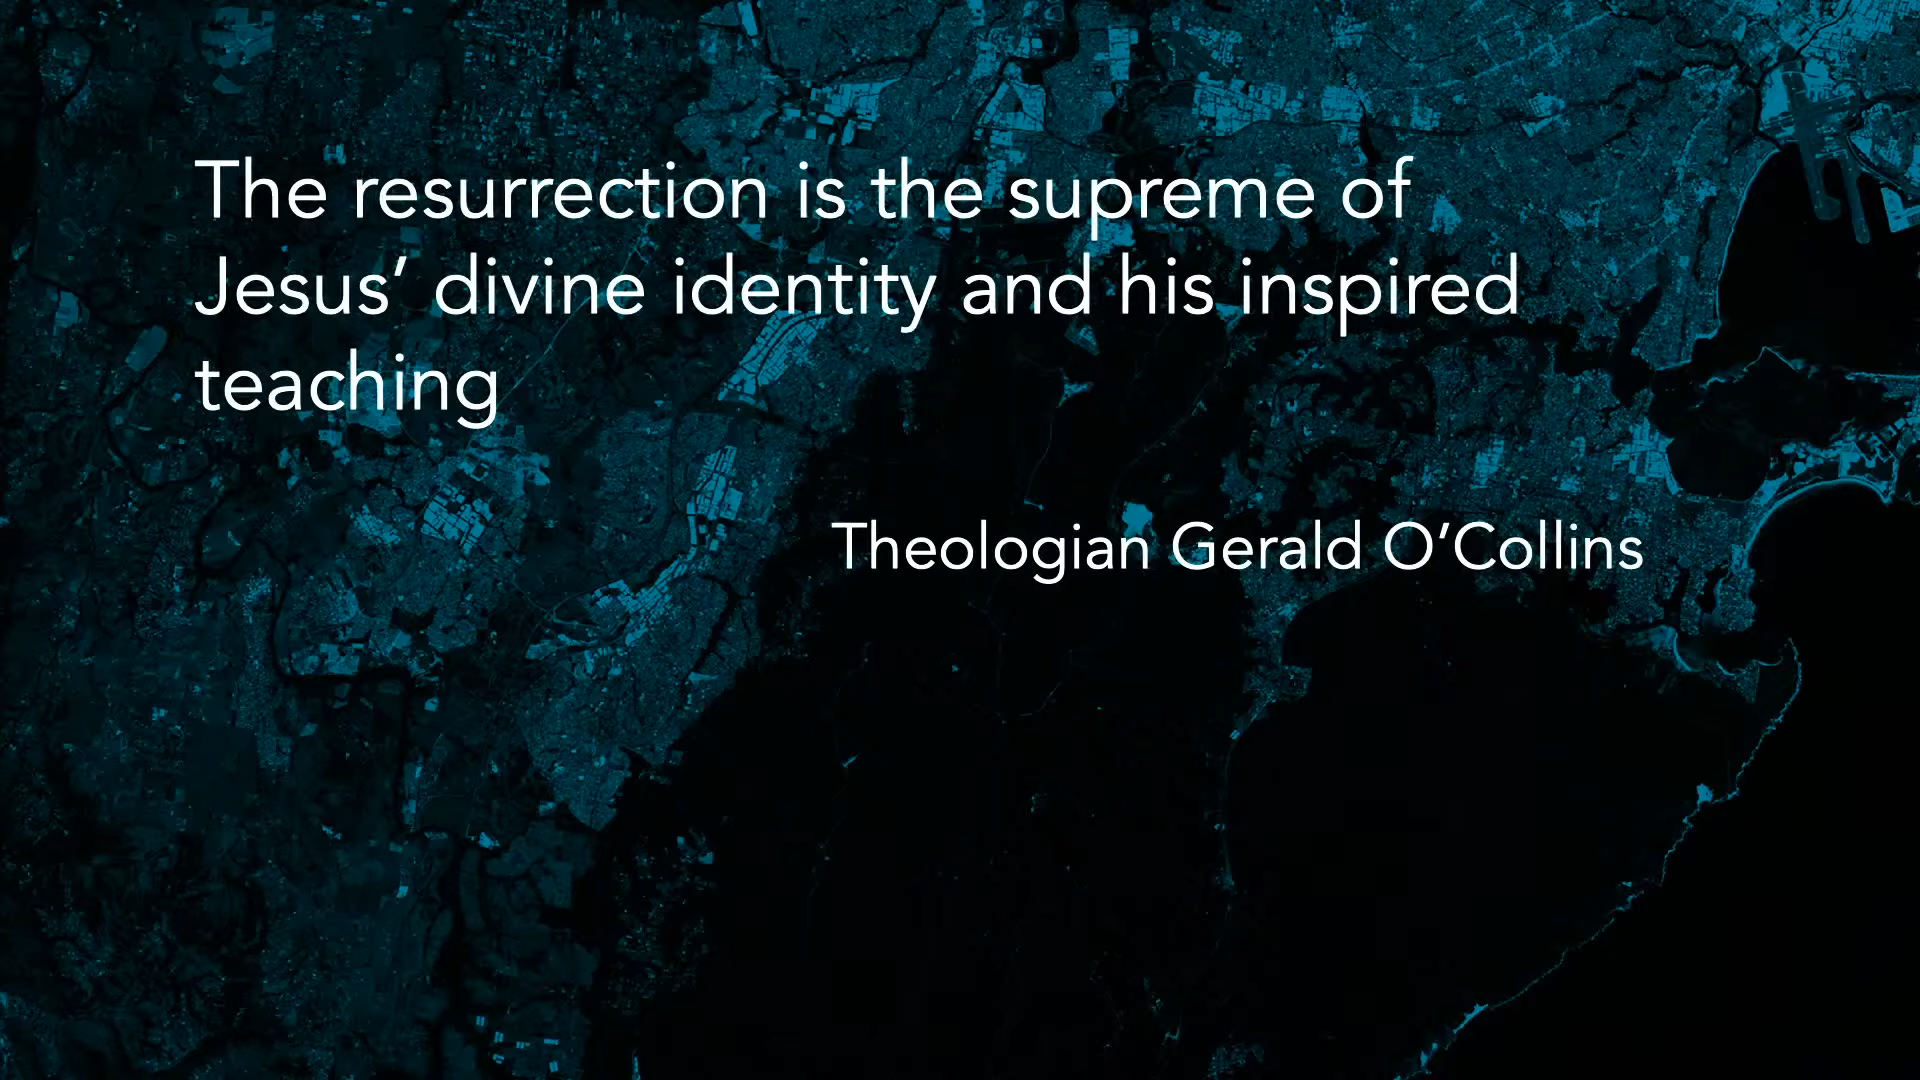 The resurrection is the supreme of
Jesus’ divine identity and his inspired
teaching
Theologian Gerald O’Collins